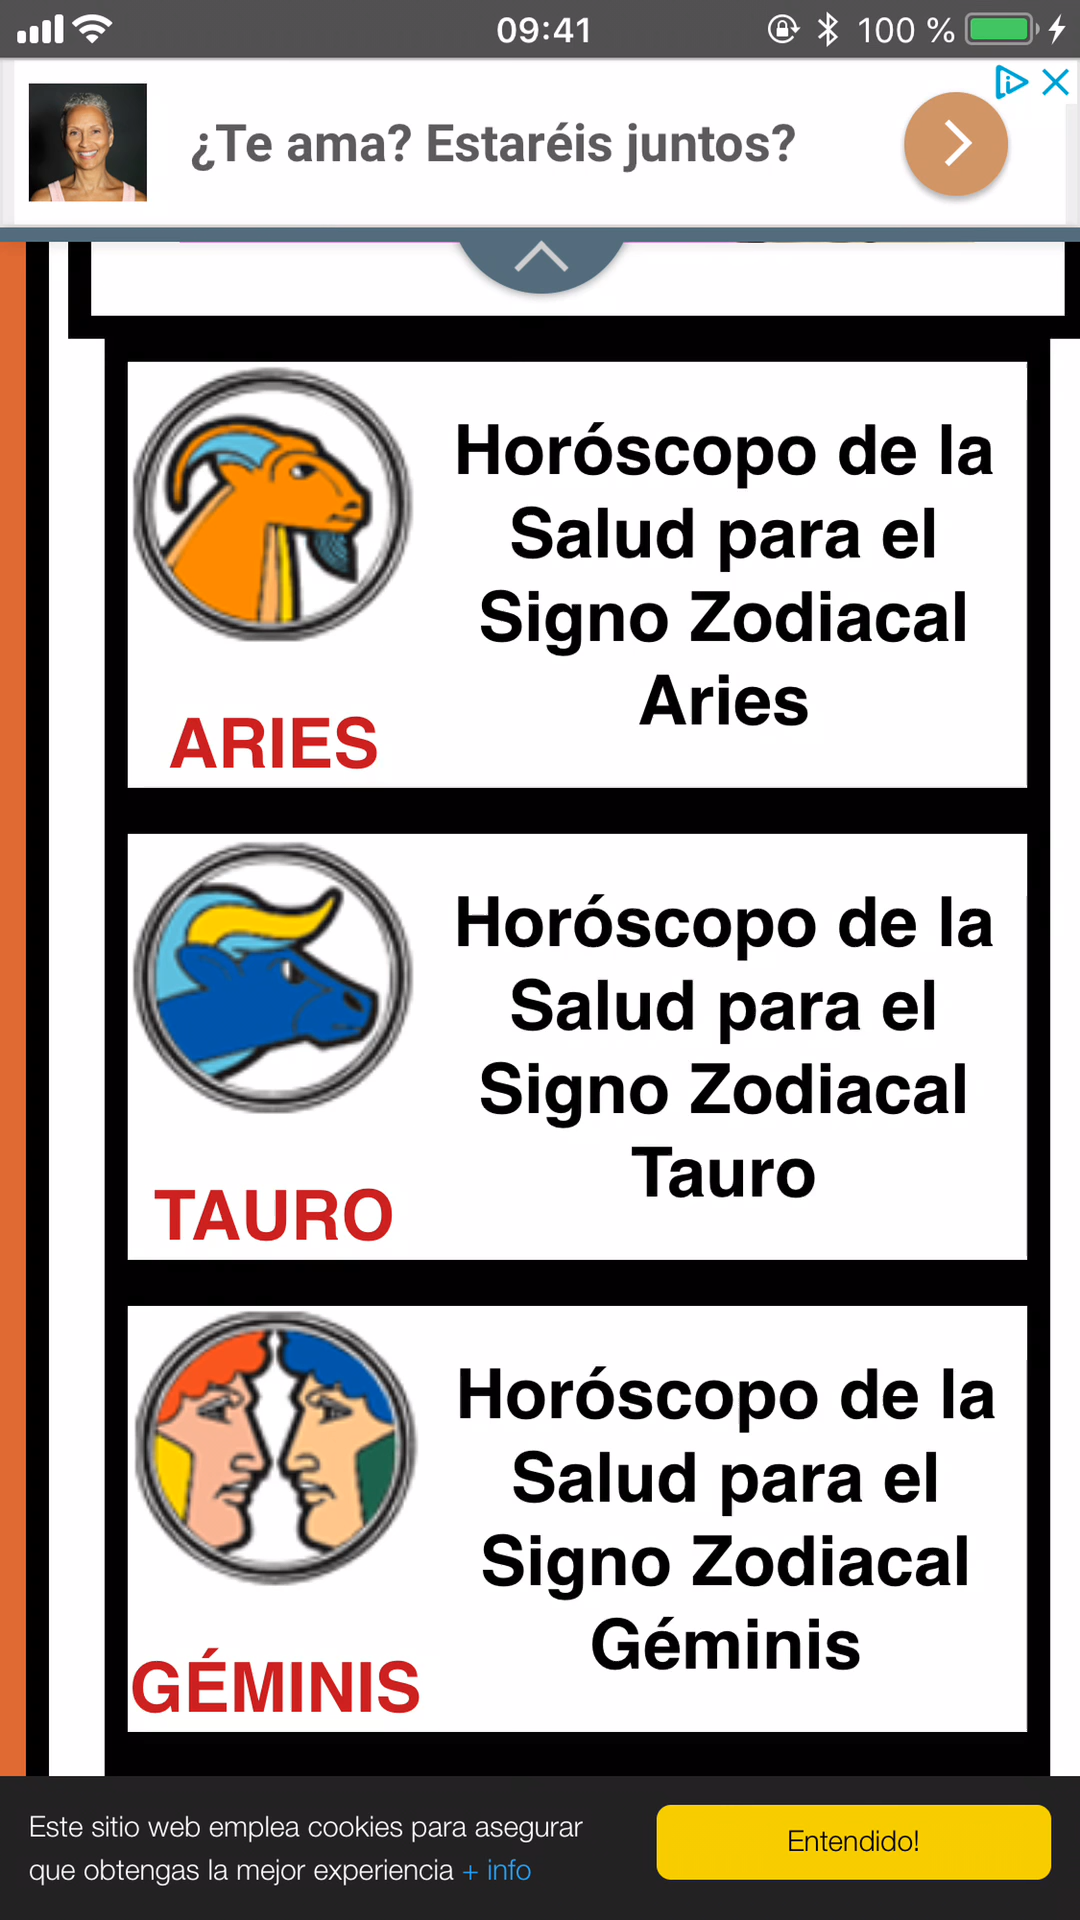 09:41
100 %
¿Te ama? Estaréis juntos?
Horóscopo de la
Salud para el
Signo Zodiacal
Aries
ARIES
Horóscopo de la
Salud para el
Signo Zodiacal
Tauro
TAURO
Horóscopo de la
Salud para el
Signo Zodiacal
Géminis
GÉMINIS
Este sitio web emplea cookies para asegurar
que obtengas la mejor experiencia + info
Entendido!